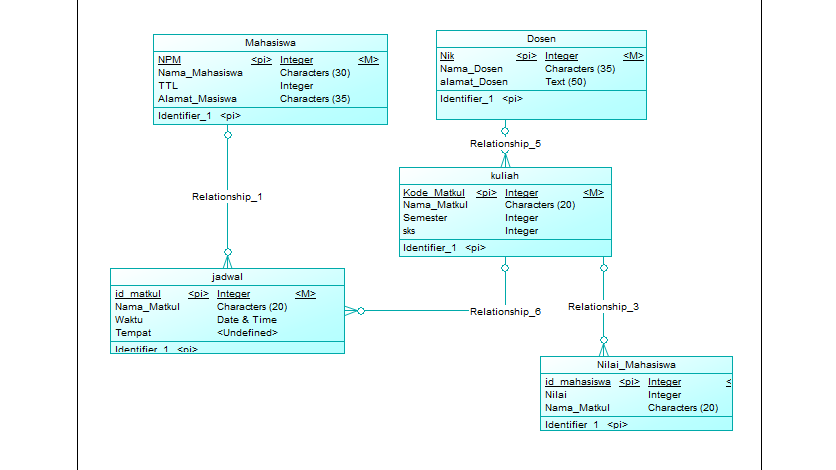 Mahasiswa
NPM <pi> Integer <M>
Nama_Mahasiswa Characters (30)
TTL Integer
Alamat_Masiswa Characters (35)
Identifier_1 <pi>
Dosen
Nik <pi> Integer <M>
Nama_Dosen Characters (35)
alamat_Dosen Text (50)
Identifier_1 <pi>
Relationship_5
kuliah
Kode_Matkul <pi> Integer <M>
Nama_Matkul Characters (20)
Semester Integer
sks Integer
Identifier_1 <pi>
Relationship_1
jadwal
id_matkul <pi> Integer <M>
Nama_Matkul Characters (20)
Waktu Date & Time
Tempat <Undefined>
Identifier_1 <pi>
Relationship_6
Relationship_3
Nilai_Mahasiswa
id_mahasiswa <pi> Integer <
Nilai Integer
Nama_Matkul Characters (20)
Identifier_1 <pi>